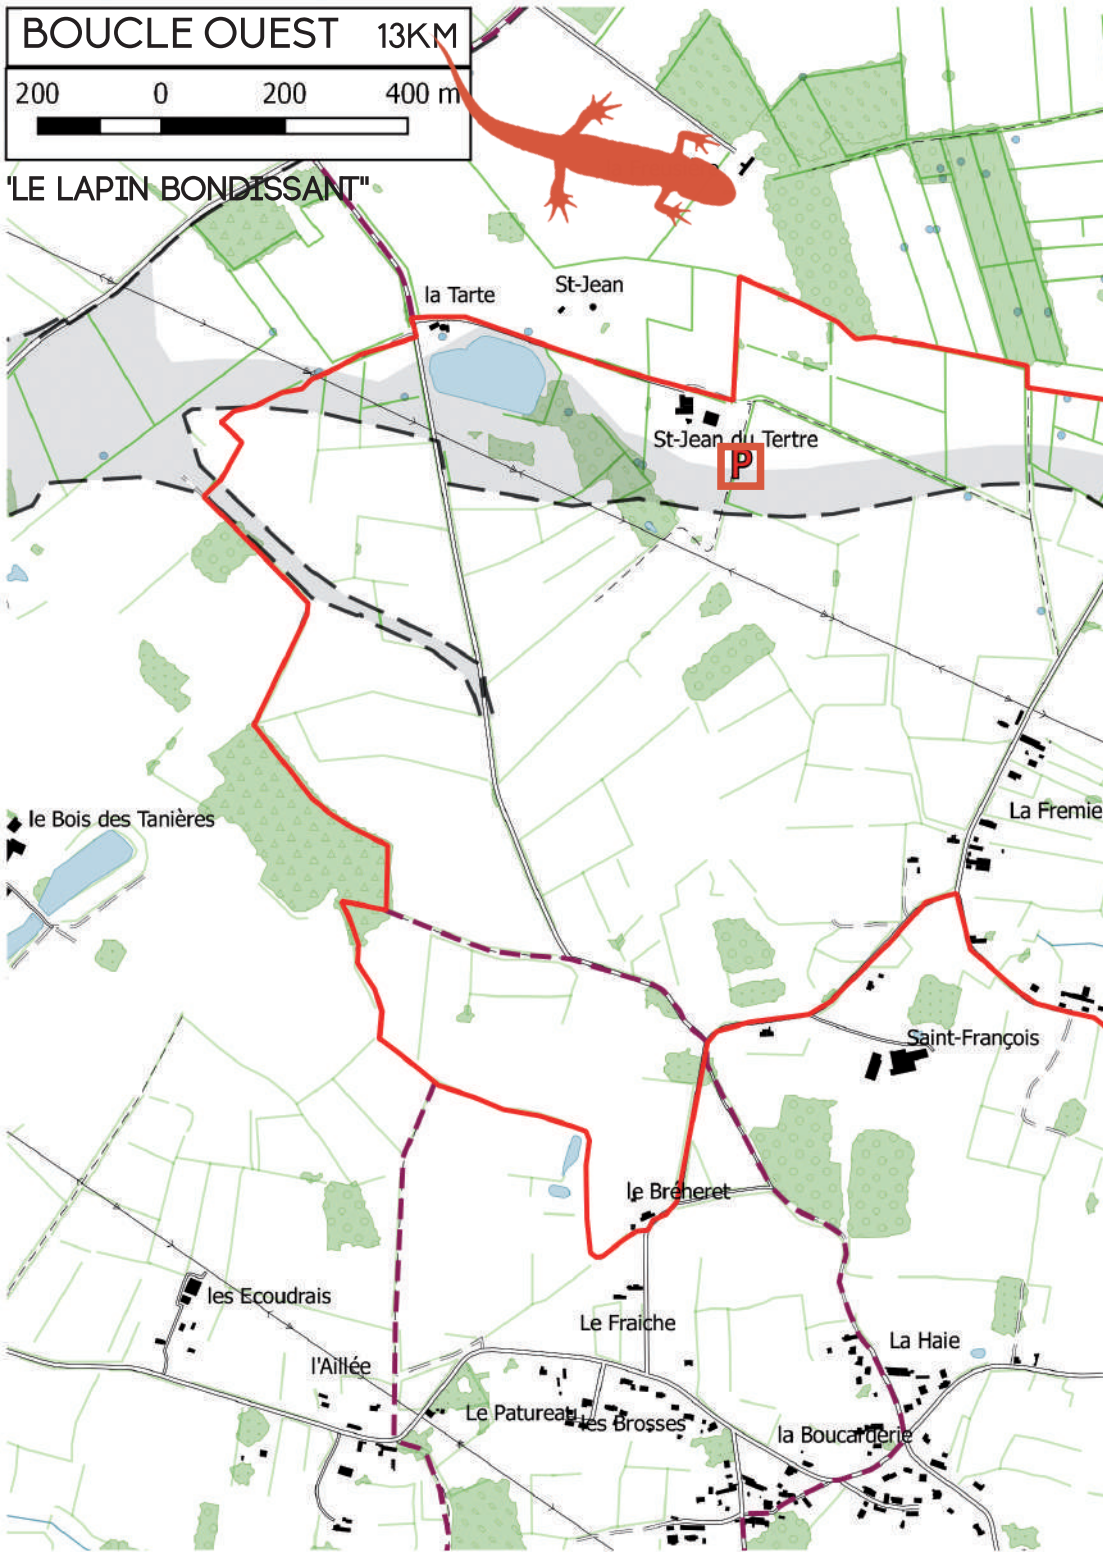 BOUCLE OUEST 13KM
200 0 200 400 m
"LE LAPIN BONDISSANT"
la Tarte
St-Jean
St-Jean du Tertre
P
le Bois des Tanières
La Fremie
Saint-François
le Bréheret
les Ecoudrais
Le Fraiche
La Haie
l'Aillée
Le Patureau
les Brosses
la Boucarderie